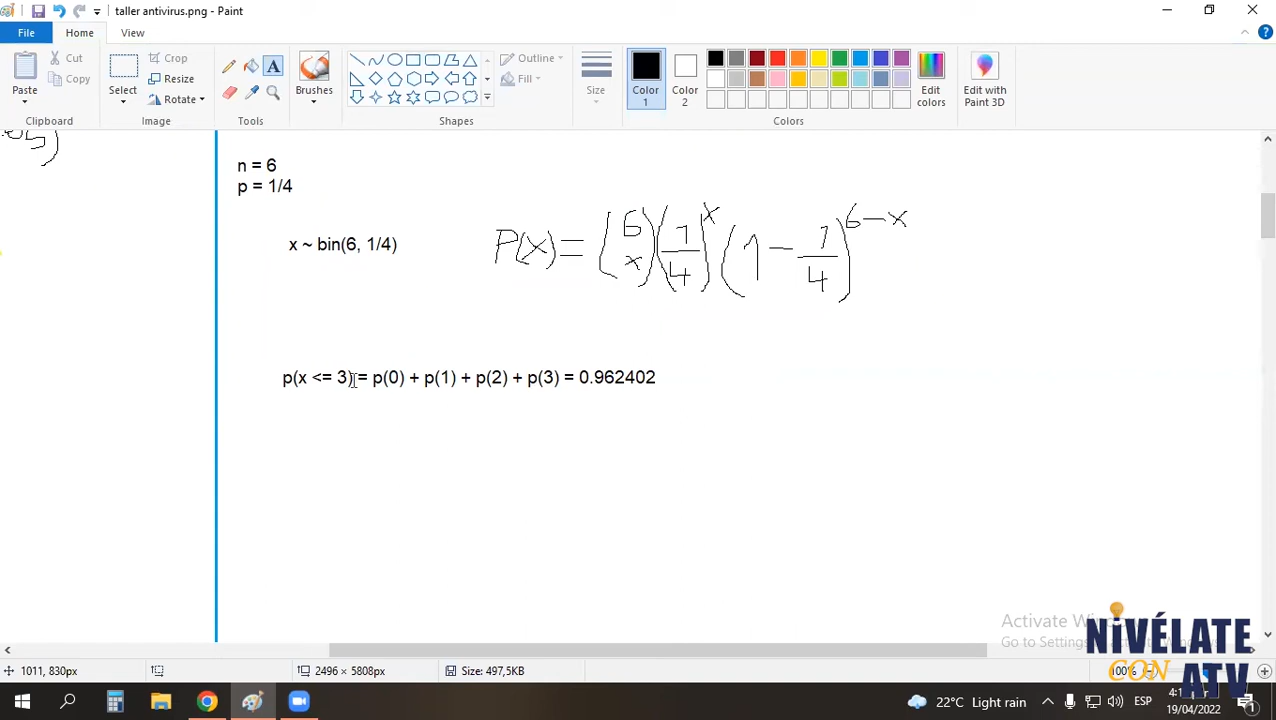 taller antivirus.png - Paint
File Home View
Paste Cut Copy Clipboard
Select Crop Resize Rotate Image
Tools
Brushes
Shapes Outline Fill
Size
Color 1 Color 2 Colors
Edit colors
Edit with Paint 3D
n = 6
p = 1/4
x ~ bin(6, 1/4)
P(x) = (6 x) (1/4)^x (1 - 1/4)^6-x
p(x <= 3) = p(0) + p(1) + p(2) + p(3) = 0.962402
Activate
Go to Settings
NIVÉLATE
CON
ATV
1011, 830px
2496 × 5808px
Size: 497,5KB
100%
22°C Light rain
ESP
19/04/2022
1